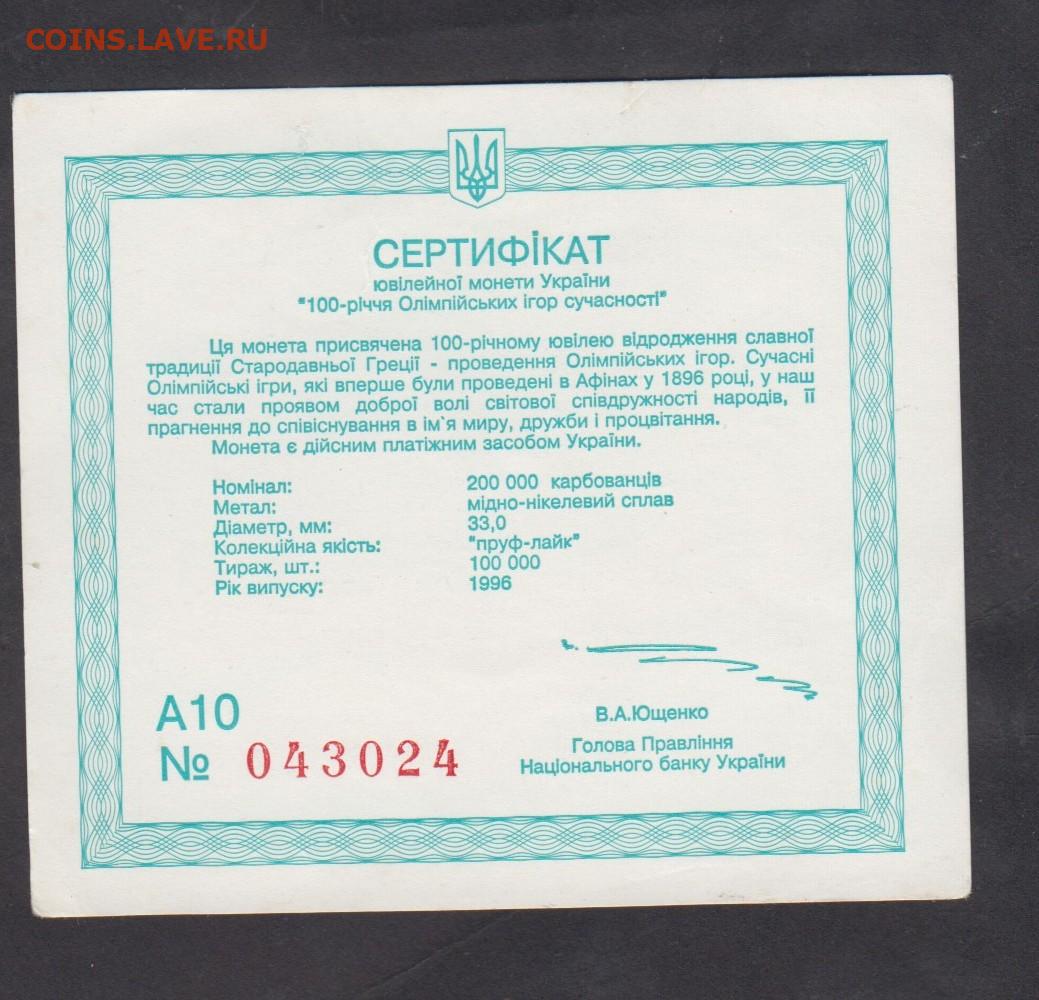 COINS.LAVE.RU
СЕРТИФІКАТ
ювілейної монети України
"100-річчя Олімпійських ігор сучасності"
Ця монета присвячена 100-річному ювілею відродження славної
традиції Стародавньої Греції - проведення Олімпійських ігор. Сучасні
Олімпійські ігри, які вперше були проведені в Афінах у 1896 році, у наш
час стали проявом доброї волі світової співдружності народів, її
прагнення до співіснування в ім`я миру, дружби і процвітання.
Монета є дійсним платіжним засобом України.
Номінал: 200 000 карбованців
Метал: мідно-нікелевий сплав
Діаметр, мм: 33,0
Колекційна якість: "пруф-лайк"
Тираж, шт.: 100 000
Рік випуску: 1996
А10
№ 043024
В.А.Ющенко
Голова Правління
Національного банку України